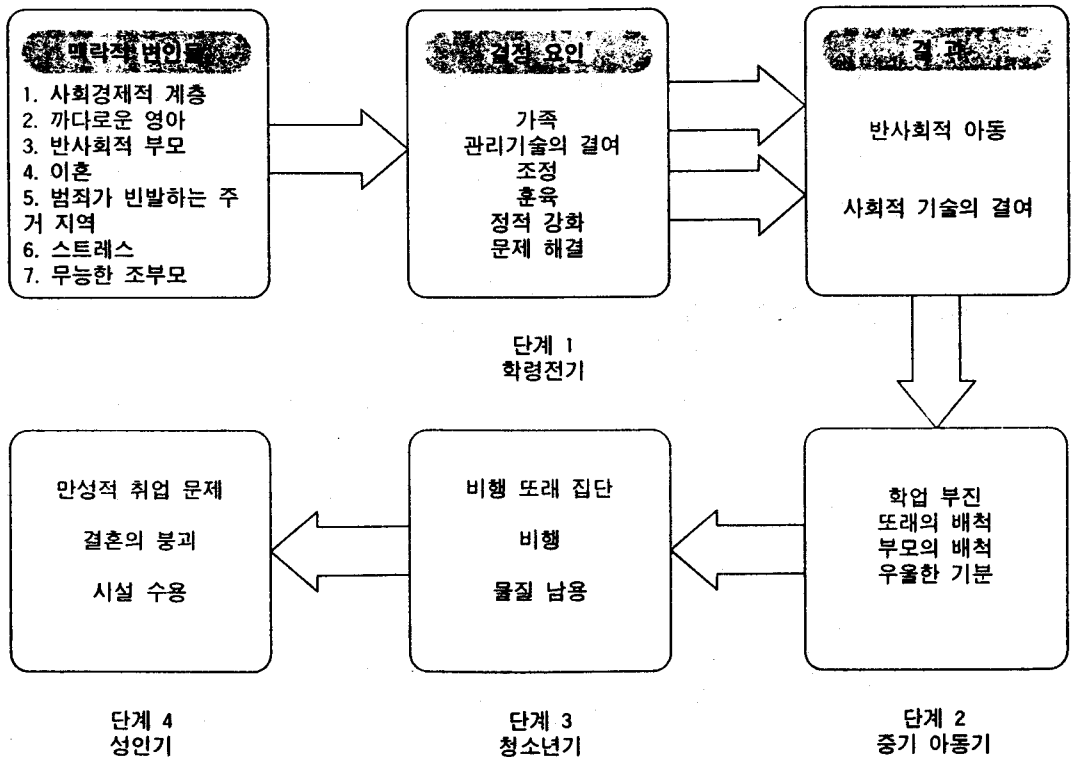 맥락적 변인들
1. 사회경제적 계층
2. 까다로운 영아
3. 반사회적 부모
4. 이혼
5. 범죄가 빈발하는 주
거 지역
6. 스트레스
7. 무능한 조부모
결정 요인
가족
관리기술의 결여
조정
훈육
정적 강화
문제 해결
결 과
반사회적 아동
사회적 기술의 결여
단계 1
학령전기
학업 부진
또래의 배척
부모의 배척
우울한 기분
단계 2
중기 아동기
비행 또래 집단
비행
물질 남용
단계 3
청소년기
만성적 취업 문제
결혼의 붕괴
시설 수용
단계 4
성인기